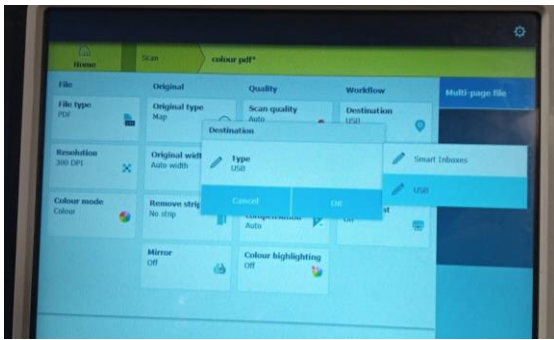 Home
Scan
colour pdf*
File
Original
Quality
Workflow
Multi-page file
File type
PDF
Original type
Map
Scan quality
Auto
Destination
USB
Destination
Type
USB
Cancel
OK
Smart Inboxes
USB
Resolution
300 DPI
Original widt
Auto width
Colour mode
Colour
Remove strip
No strip
Auto
Mirror
Off
Colour highlighting
Off